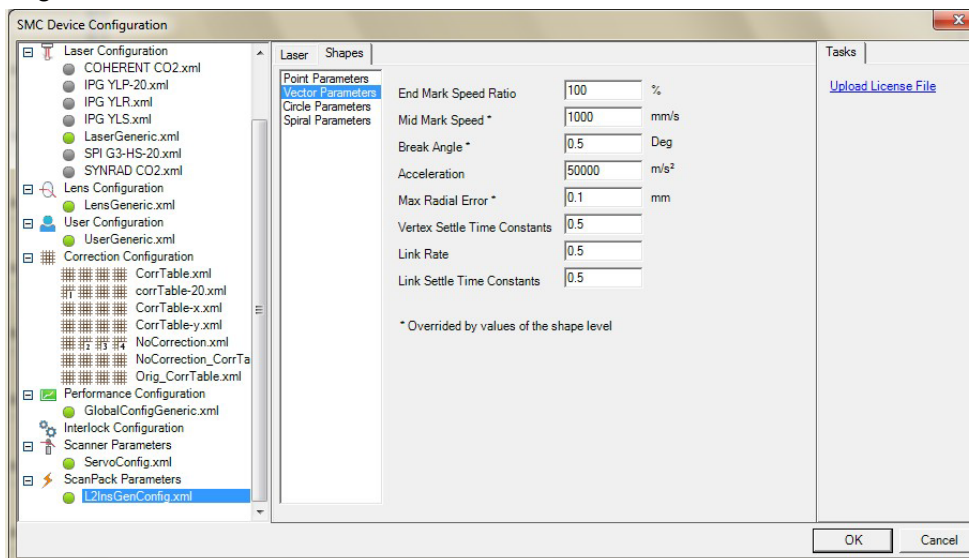 SMC Device Configuration
Laser Configuration
COHERENT CO2.xml
IPG YLP-20.xml
IPG YLR.xml
IPG YLS.xml
LaserGeneric.xml
SPI G3-HS-20.xml
SYNRAD CO2.xml
Lens Configuration
LensGeneric.xml
User Configuration
UserGeneric.xml
Correction Configuration
CorrTable.xml
corrTable-20.xml
CorrTable-x.xml
CorrTable-y.xml
NoCorrection.xml
NoCorrection_CorrTa
Orig_CorrTable.xml
Performance Configuration
GlobalConfigGeneric.xml
Interlock Configuration
Scanner Parameters
ServoConfig.xml
ScanPack Parameters
L2InsGenConfig.xml
Laser Shapes
Point Parameters
Vector Parameters
Circle Parameters
Spiral Parameters
End Mark Speed Ratio 100 %
Mid Mark Speed * 1000 mm/s
Break Angle * 0.5 Deg
Acceleration 50000 m/s²
Max Radial Error * 0.1 mm
Vertex Settle Time Constants 0.5
Link Rate 0.5
Link Settle Time Constants 0.5
* Overrided by values of the shape level
Tasks
Upload License File
OK Cancel